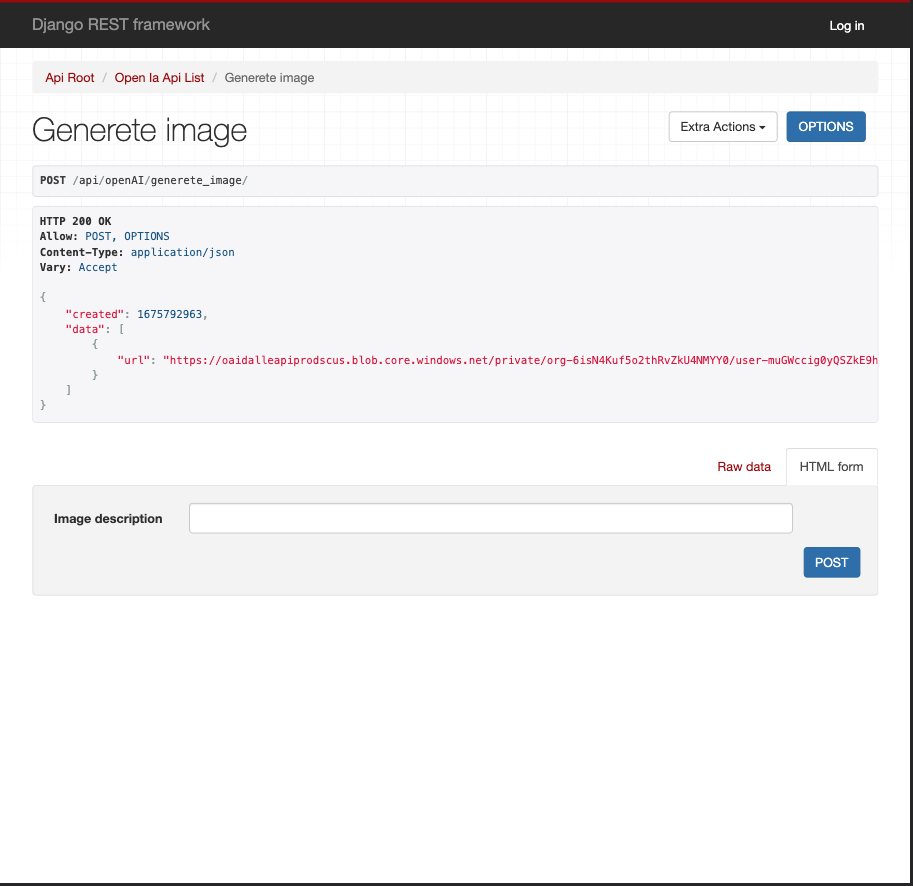 Django REST framework
Log in
Api Root / Open Ia Api List / Generete image
Generete image
Extra Actions
OPTIONS
POST /api/openAI/generete_image/
HTTP 200 OK
Allow: POST, OPTIONS
Content-Type: application/json
Vary: Accept
{
"created": 1675792963,
"data": [
{
"url": "https://oaidalleapiprodscus.blob.core.windows.net/private/org-6isN4Kuf5o2thRvZkU4NMYY0/user-muGWccig0yQSZkE9h
}
]
}
Raw data
HTML form
Image description
POST